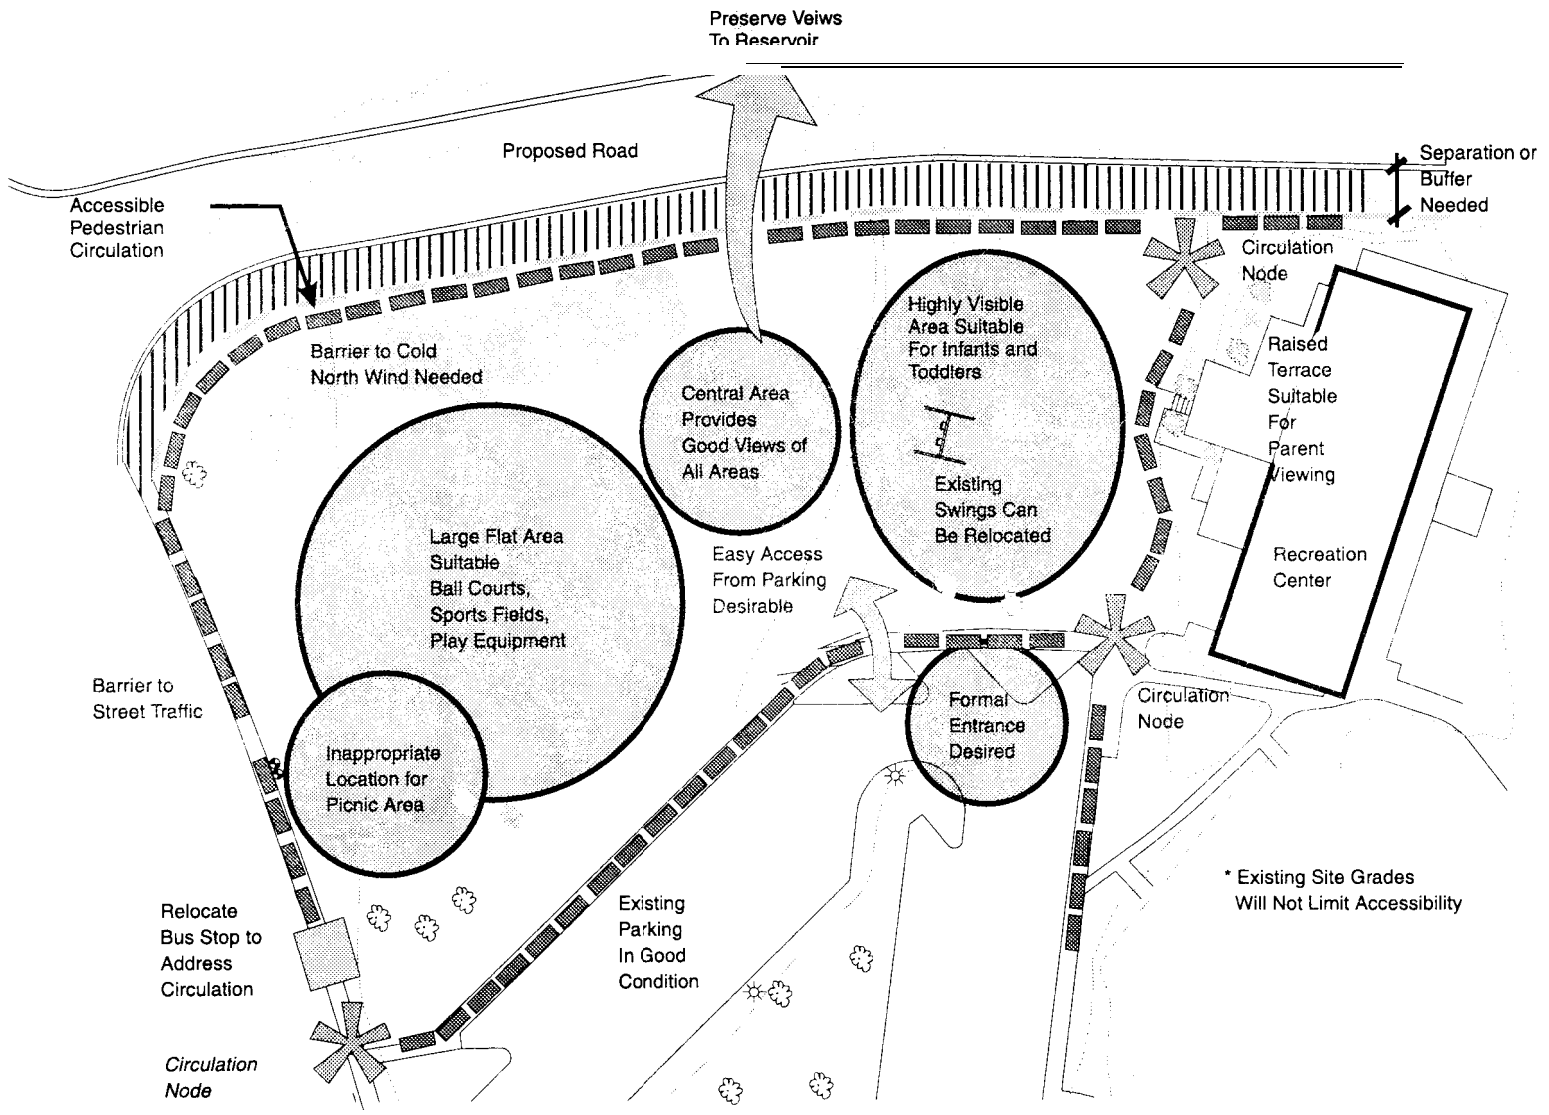 Preserve Veiws
To Reservoir
Proposed Road
Separation or
Buffer
Needed
Accessible
Pedestrian
Circulation
Circulation
Node
Highly Visible
Area Suitable
For Infants and
Toddlers
Barrier to Cold
North Wind Needed
Raised
Terrace
Suitable
For
Parent
Viewing
Central Area
Provides
Good Views of
All Areas
Existing
Swings Can
Be Relocated
Large Flat Area
Suitable
Ball Courts,
Sports Fields,
Play Equipment
Easy Access
From Parking
Desirable
Recreation
Center
Barrier to
Street Traffic
Formal
Entrance
Desired
Circulation
Node
Inappropriate
Location for
Picnic Area
* Existing Site Grades
Will Not Limit Accessibility
Relocate
Bus Stop to
Address
Circulation
Existing
Parking
In Good
Condition
Circulation
Node